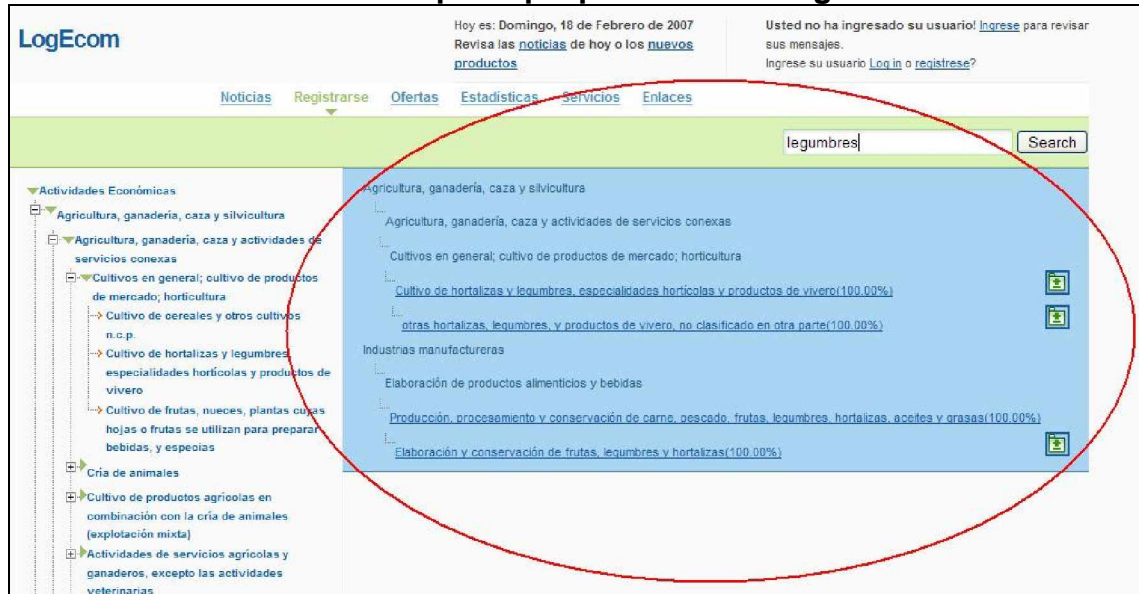 LogEcom
Hoy es: Domingo, 18 de Febrero de 2007
Revisa las noticias de hoy o los nuevos
productos
Usted no ha ingresado su usuario! Ingrese para revisar
sus mensajes.
Ingrese su usuario Log in o registrese?
Noticias Registrarse Ofertas Estadisticas Servicios Enlaces
legumbres Search
Actividades Económicas
Agricultura, ganadería, caza y silvicultura
Agricultura, ganadería, caza y actividades de
servicios conexas
Cultivos en general; cultivo de productos
de mercado; horticultura
Cultivo de cereales y otros cultivos
n.c.p.
Cultivo de hortalizas y legumbres,
especialidades hortícolas y productos de
vivero
Cultivo de frutas, nueces, plantas cuyas
hojas o frutas se utilizan para preparar
bebidas, y especias
Cría de animales
Cultivo de productos agrícolas en
combinación con la cría de animales
(explotación mixta)
Actividades de servicios agrícolas y
ganaderos, excepto las actividades
veterinarias
Agricultura, ganadería, caza y silvicultura
Agricultura, ganadería, caza y actividades de servicios conexas
Cultivos en general; cultivo de productos de mercado; horticultura
Cultivo de hortalizas y legumbres, especialidades hortícolas y productos de vivero(100.00%)
otras hortalizas, legumbres, y productos de vivero, no clasificado en otra parte(100.00%)
Industrias manufactureras
Elaboración de productos alimenticios y bebidas
Producción, procesamiento y conservación de carne, pescado, frutas, legumbres, hortalizas, aceites y grasas(100.00%)
Elaboración y conservación de frutas, legumbres y hortalizas(100.00%)